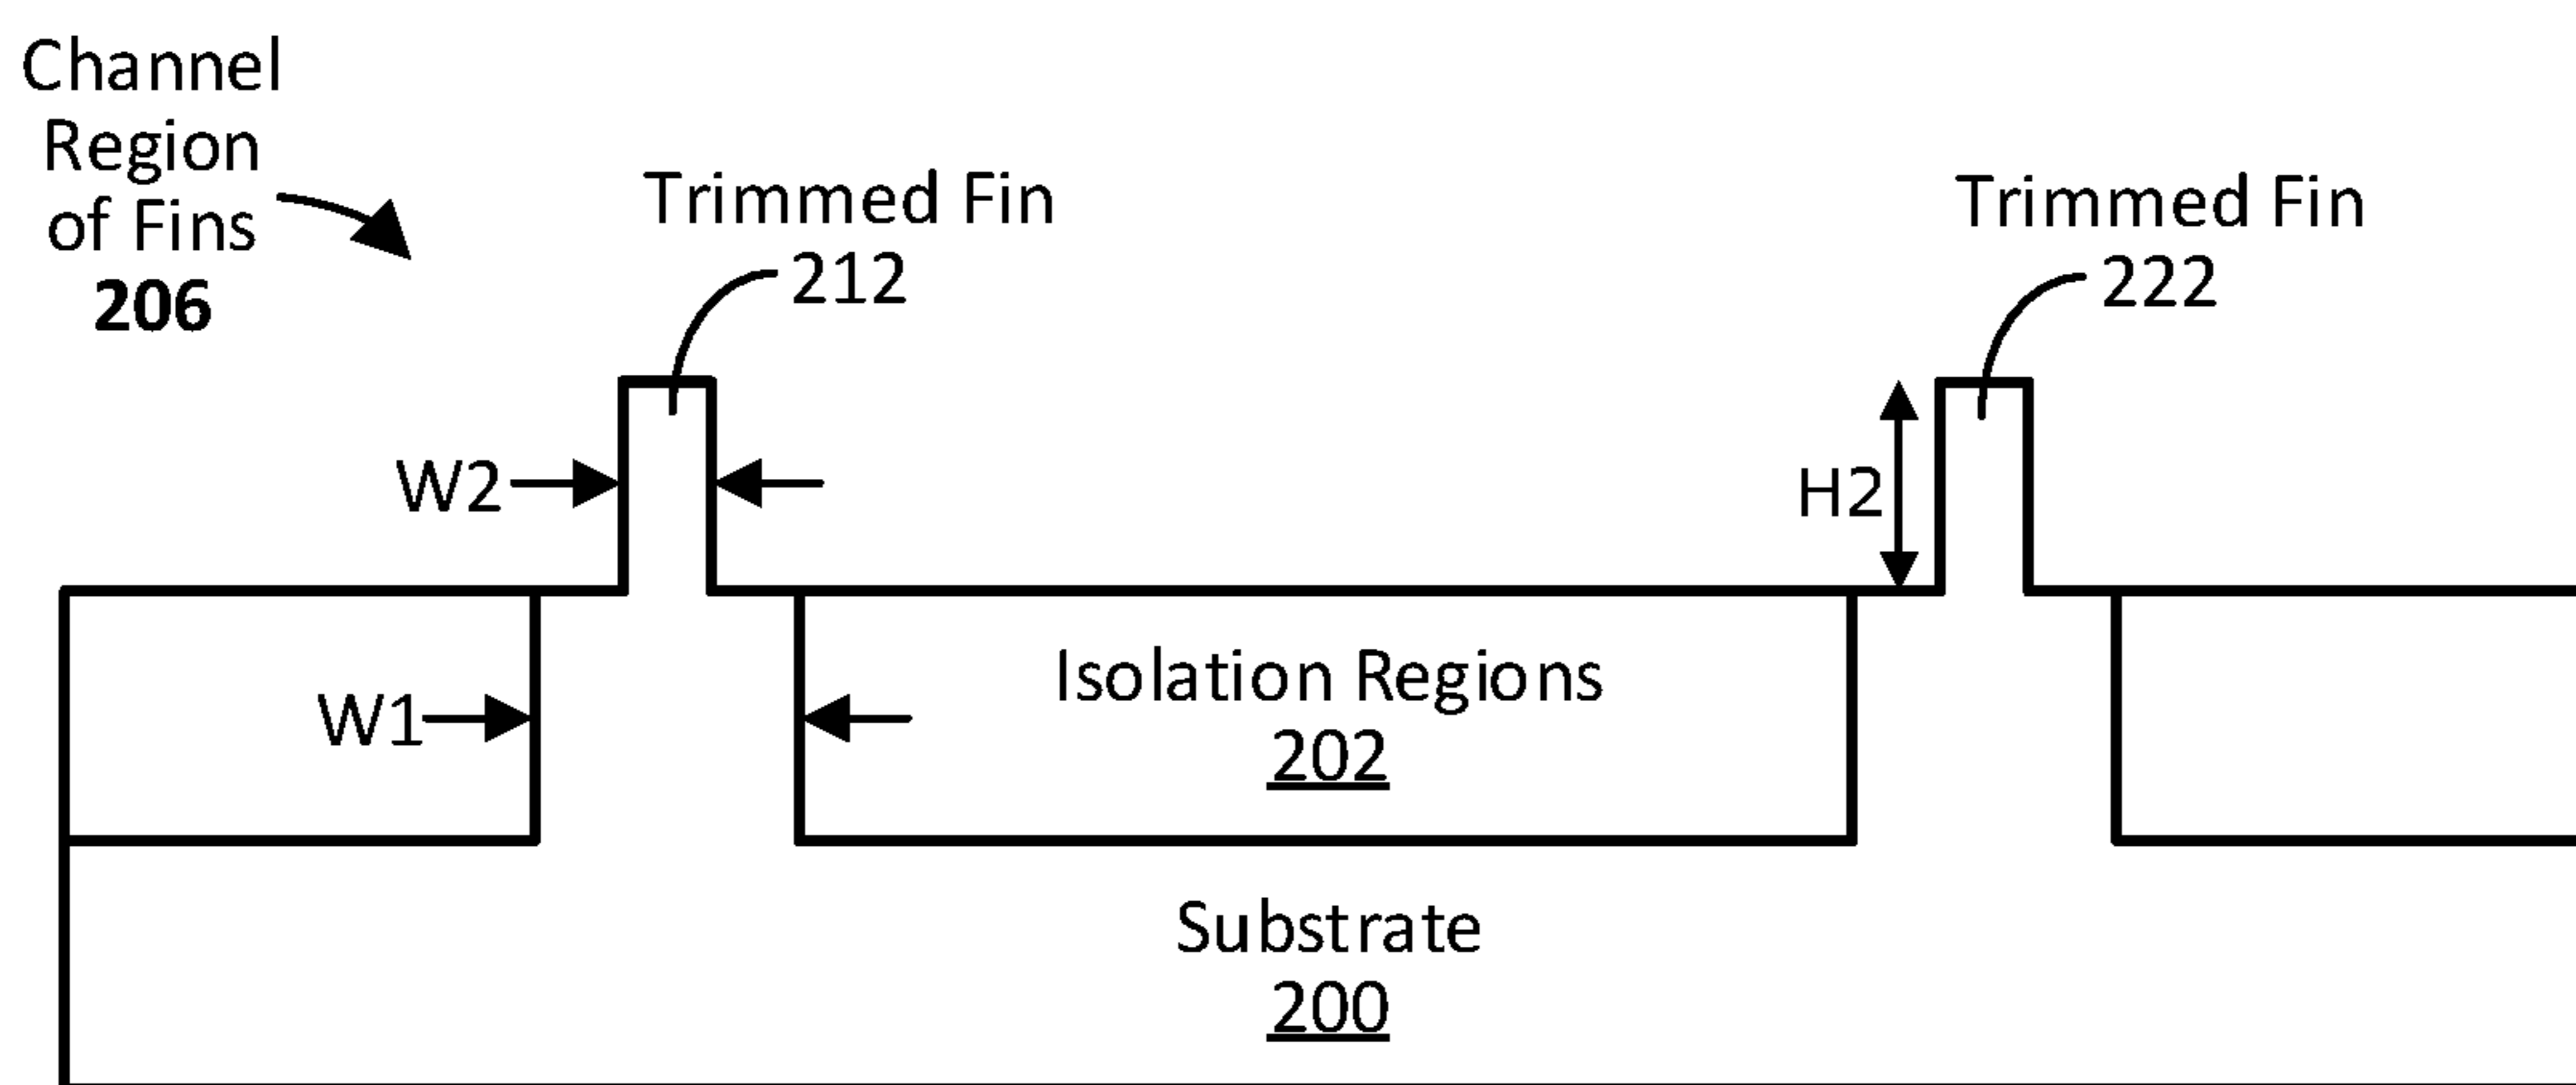 Channel
Region
of Fins
206
Trimmed Fin
212
Trimmed Fin
222
W2
H2
W1
Isolation Regions
202
Substrate
200